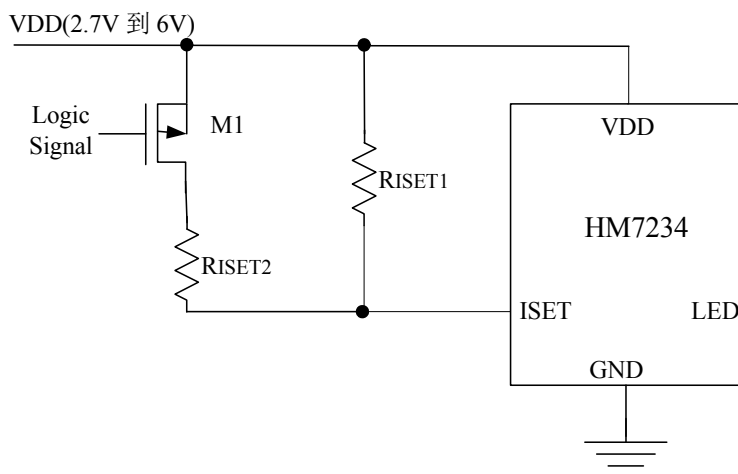 VDD(2.7V 到 6V)
Logic
Signal
M1
RISET1
RISET2
VDD
HM7234
ISET
LED
GND